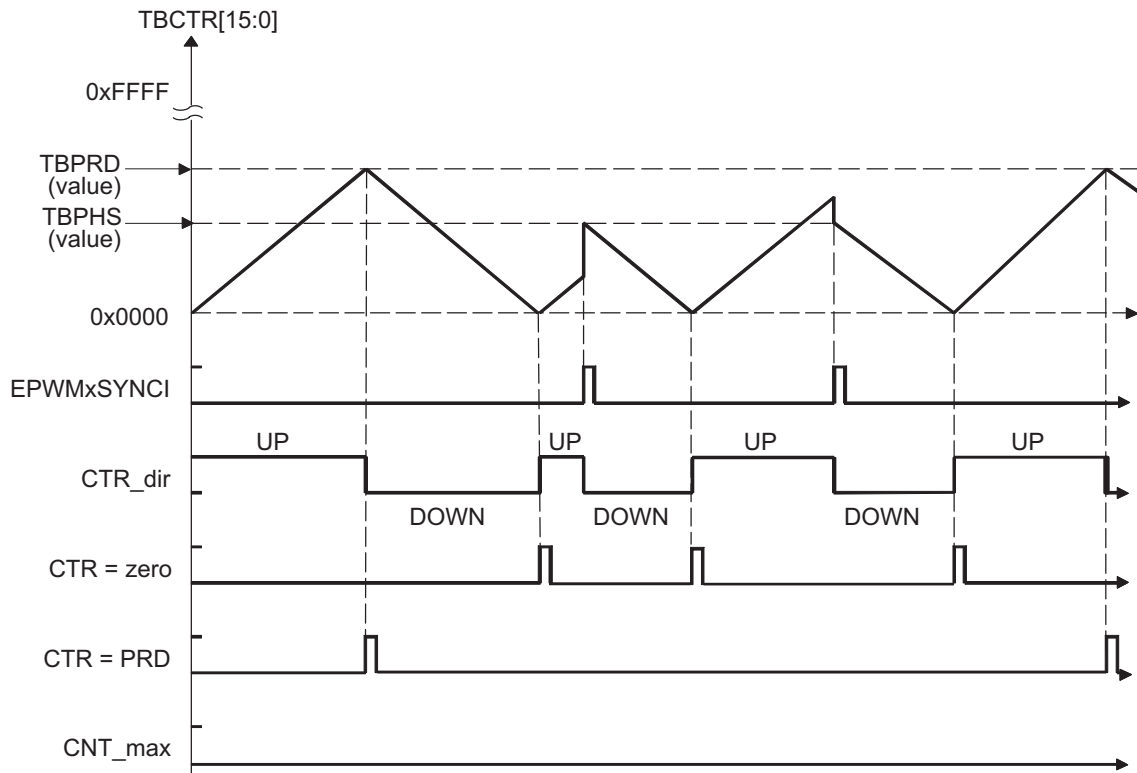 TBCTR[15:0]
0xFFFF
TBPRD
(value)
TBPHS
(value)
0x0000
EPWMxSYNCI
UP
UP
UP
UP
CTR_dir
DOWN
DOWN
DOWN
CTR = zero
CTR = PRD
CNT_max